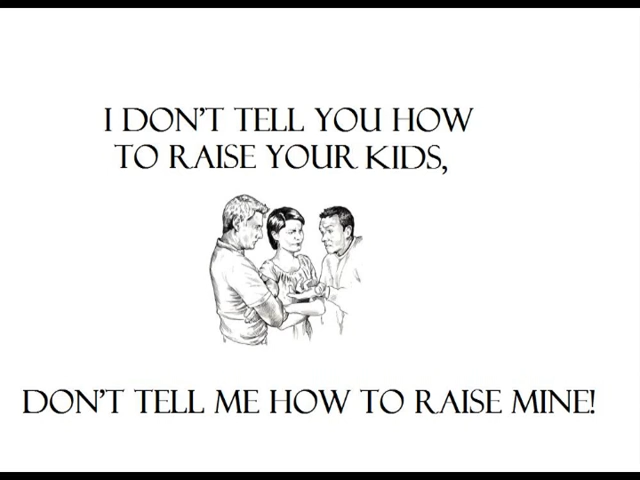 I DON'T TELL YOU HOW
TO RAISE YOUR KIDS,
DON'T TELL ME HOW TO RAISE MINE!